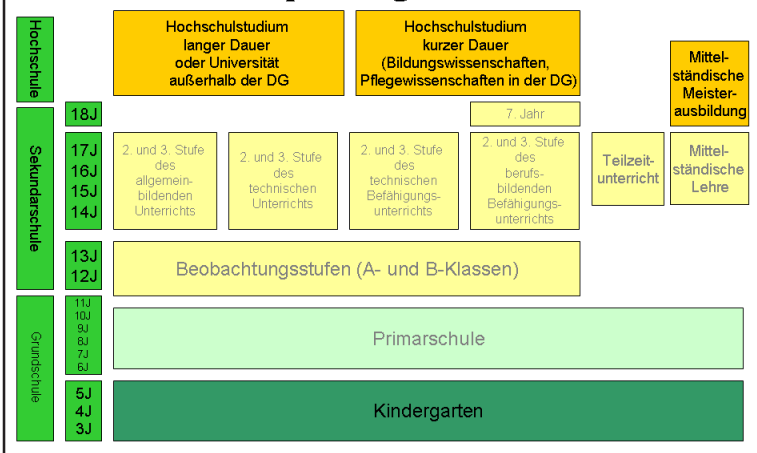 Hochschule
Hochschulstudium
langer Dauer
oder Universität
außerhalb der DG
Hochschulstudium
kurzer Dauer
(Bildungswissenschaften,
Pflegewissenschaften in der DG)
Mittel-
ständische
Meister-
ausbildung
Sekundarschule
18J
7. Jahr
17J
16J
15J
14J
2. und 3. Stufe
des
allgemein-
bildenden
Unterrichts
2. und 3. Stufe
des
technischen
Unterrichts
2. und 3. Stufe
des
technischen
Befähigungs-
unterrichts
2. und 3. Stufe
des
berufs-
bildenden
Befähigungs-
unterrichts
Teilzeit-
unterricht
Mittel-
ständische
Lehre
13J
12J
Beobachtungsstufen (A- und B-Klassen)
Grundschule
11J
10J
9J
8J
7J
6J
Primarschule
5J
4J
3J
Kindergarten